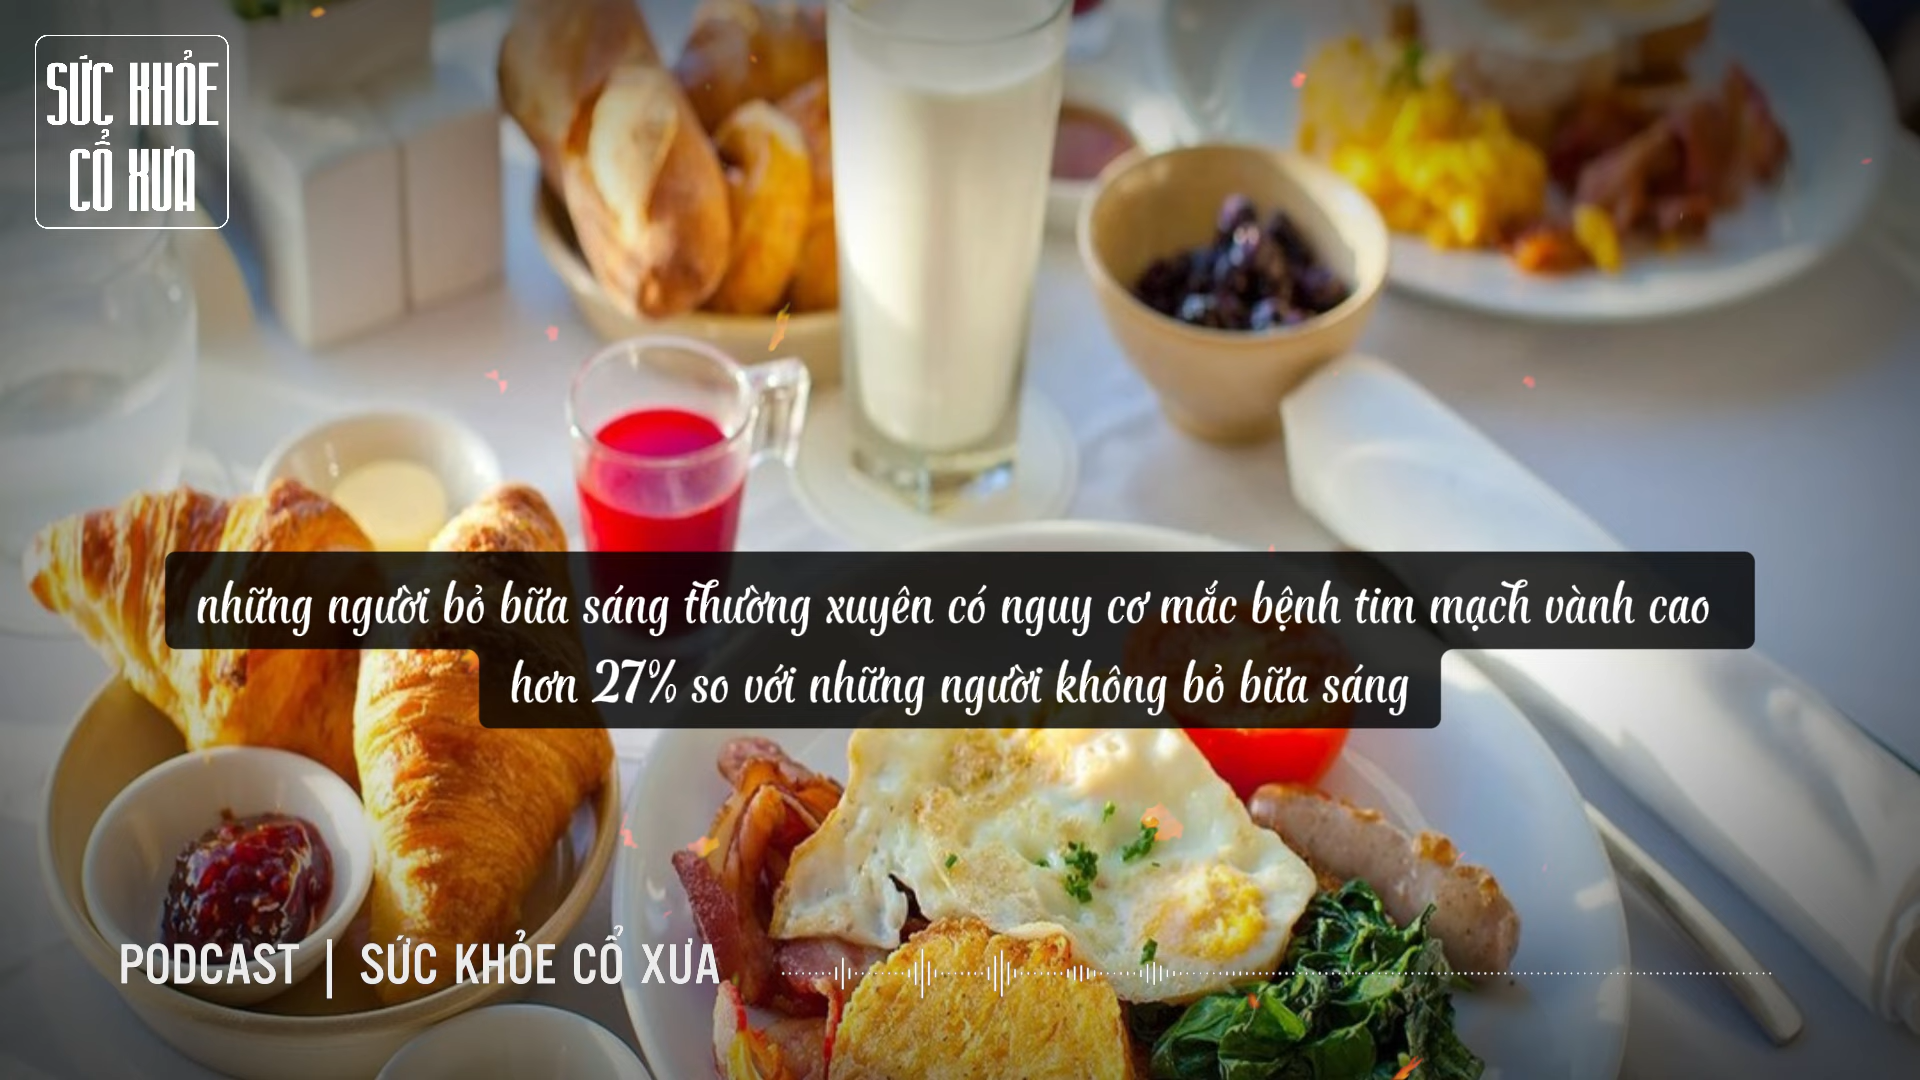 SỨC KHỎE
CỔ XƯA
những người bỏ bữa sáng thường xuyên có nguy cơ mắc bệnh tim mạch vành cao
hơn 27% so với những người không bỏ bữa sáng
PODCAST | SỨC KHỎE CỔ XƯA